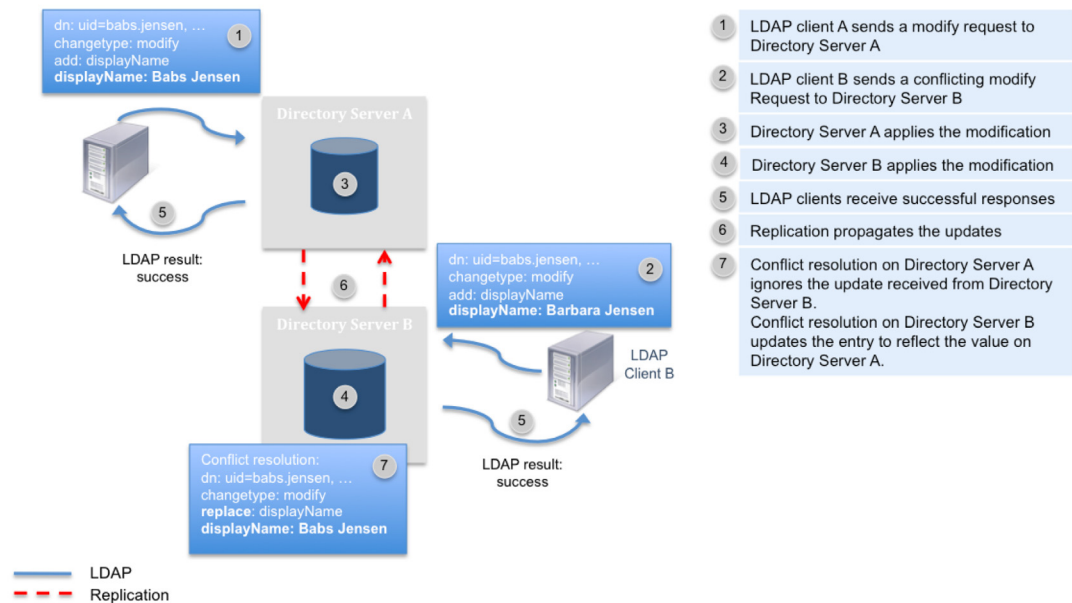 dn: uid=babs.jensen, …
changetype: modify
add: displayName
displayName: Babs Jensen
1
Directory Server A
3
5
LDAP result:
success
6
dn: uid=babs.jensen, …
changetype: modify
add: displayName
displayName: Barbara Jensen
2
Directory Server B
4
LDAP
Client B
5
LDAP result:
success
Conflict resolution:
dn: uid=babs.jensen, …
changetype: modify
replace: displayName
displayName: Babs Jensen
7
LDAP
Replication
1 LDAP client A sends a modify request to
Directory Server A
2 LDAP client B sends a conflicting modify
Request to Directory Server B
3 Directory Server A applies the modification
4 Directory Server B applies the modification
5 LDAP clients receive successful responses
6 Replication propagates the updates
7 Conflict resolution on Directory Server A
ignores the update received from Directory
Server B.
Conflict resolution on Directory Server B
updates the entry to reflect the value on
Directory Server A.